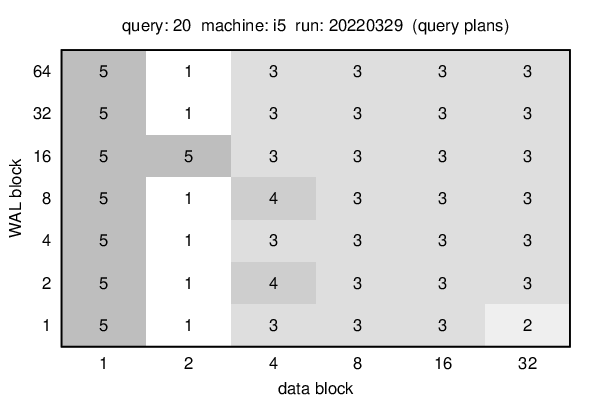 query: 20 machine: i5 run: 20220329 (query plans)
WAL block
64 5 1 3 3 3 3
32 5 1 3 3 3 3
16 5 5 3 3 3 3
8 5 1 4 3 3 3
4 5 1 3 3 3 3
2 5 1 4 3 3 3
1 5 1 3 3 3 2
1 2 4 8 16 32
data block